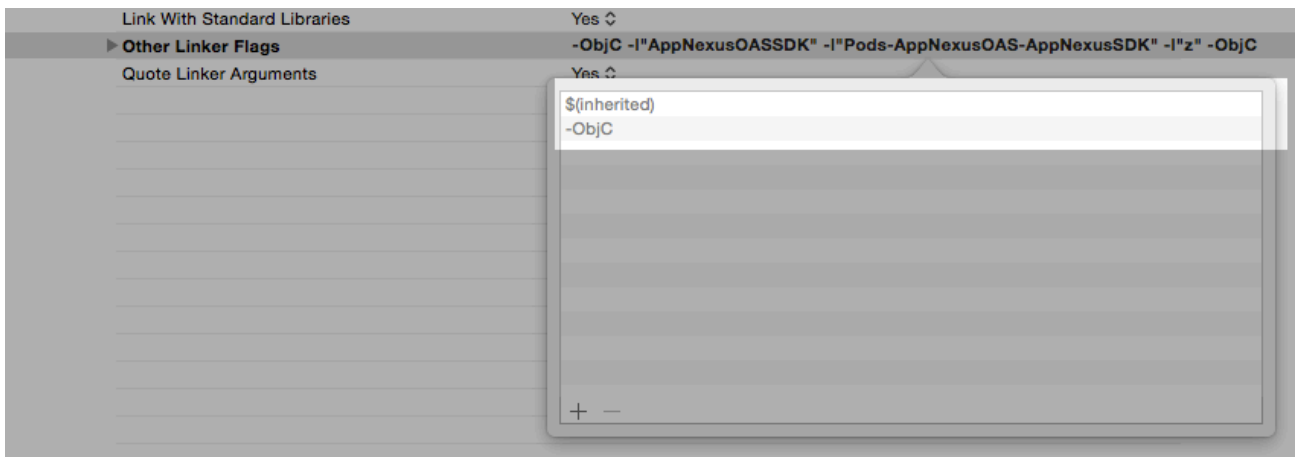 Link With Standard Libraries Yes
Other Linker Flags -ObjC -l"AppNexusOASSDK" -l"Pods-AppNexusOAS-AppNexusSDK" -l"z" -ObjC
Quote Linker Arguments Yes
$(inherited)
-ObjC